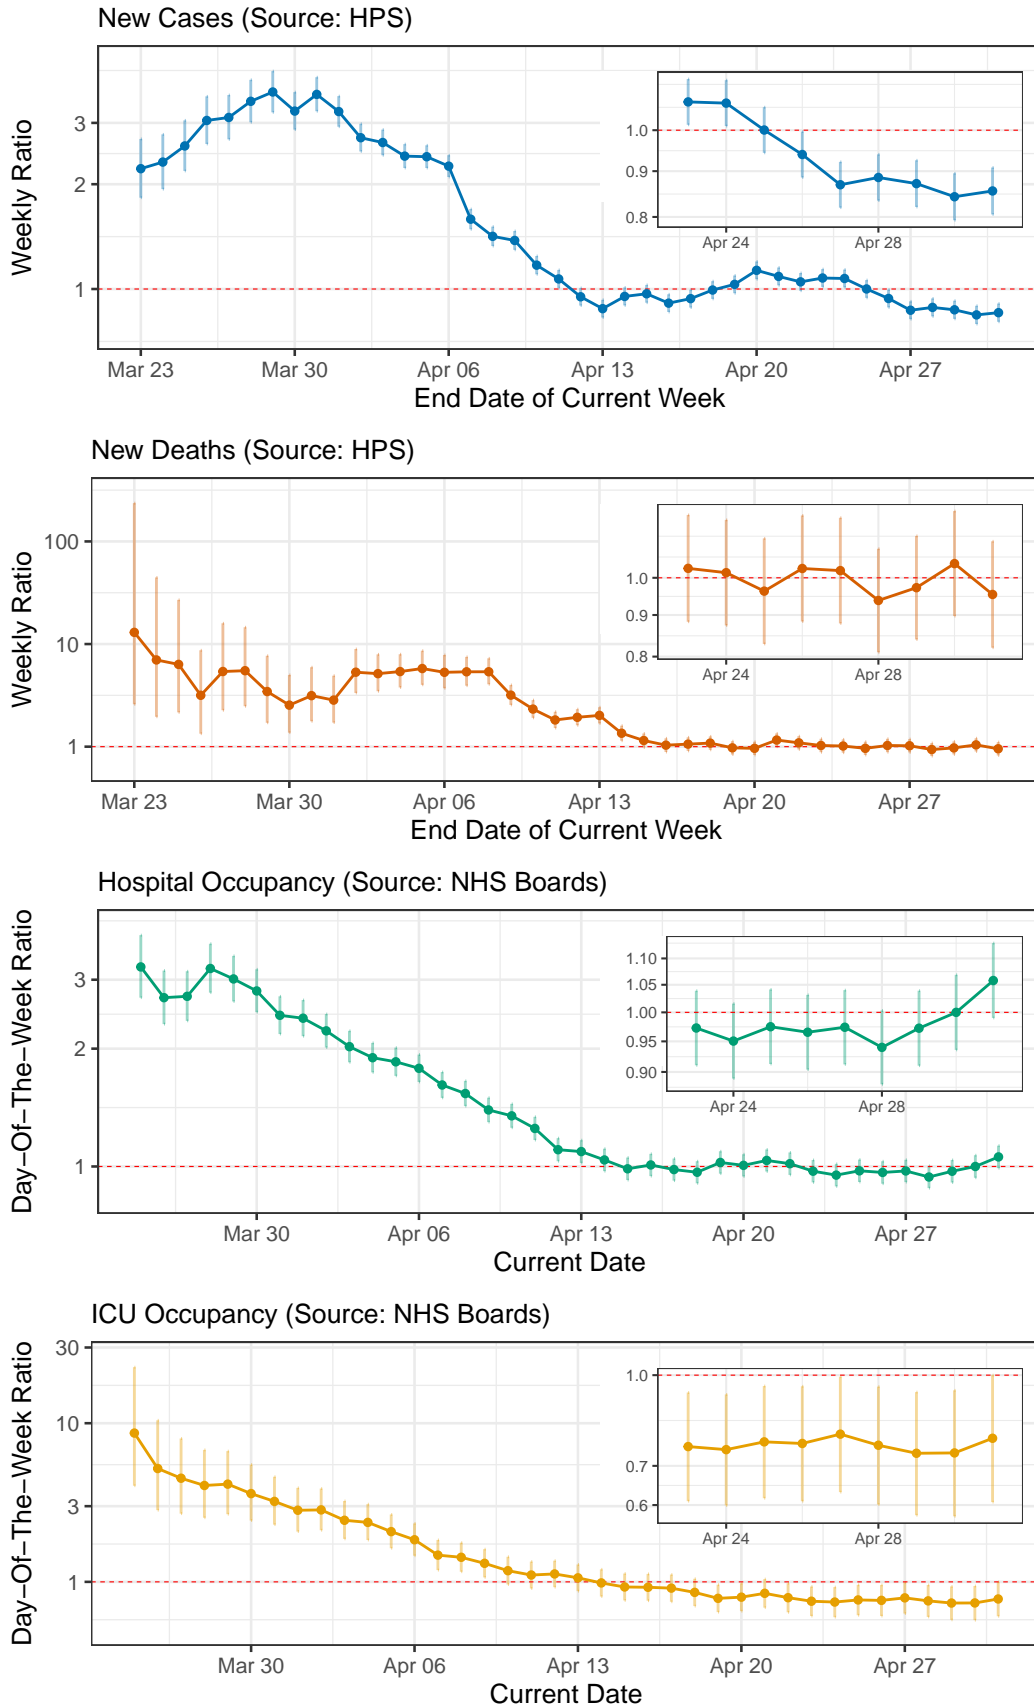 New Cases (Source: HPS)
Weekly Ratio
3
2
1
1.0
0.9
0.8
Apr 24 Apr 28
Mar 23 Mar 30 Apr 06 Apr 13 Apr 20 Apr 27
End Date of Current Week
New Deaths (Source: HPS)
Weekly Ratio
100
10
1
1.0
0.9
0.8
Apr 24 Apr 28
Mar 23 Mar 30 Apr 06 Apr 13 Apr 20 Apr 27
End Date of Current Week
Hospital Occupancy (Source: NHS Boards)
Day−Of−The−Week Ratio
3
2
1
1.10
1.05
1.00
0.95
0.90
Apr 24 Apr 28
Mar 30 Apr 06 Apr 13 Apr 20 Apr 27
Current Date
ICU Occupancy (Source: NHS Boards)
Day−Of−The−Week Ratio
30
10
3
1
1.0
0.7
0.6
Apr 24 Apr 28
Mar 30 Apr 06 Apr 13 Apr 20 Apr 27
Current Date